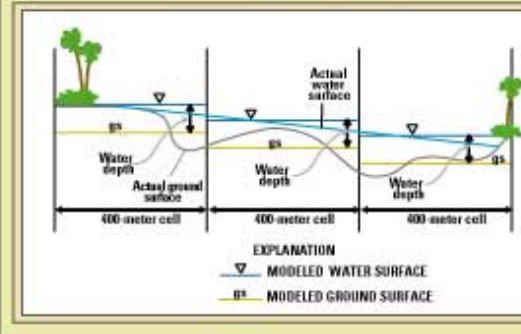 Actual
water
surface
gs
Water
depth
Actual ground
surface
gs
Water
depth
Water
depth
gs
400-meter cell
400-meter cell
400-meter cell
EXPLANATION
MODELED WATER SURFACE
gs MODELED GROUND SURFACE